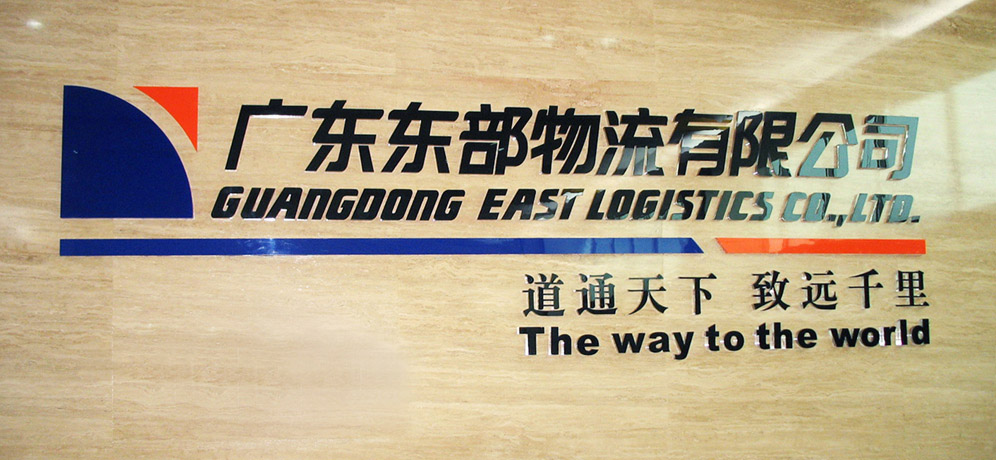 广东东部物流有限公司
GUANGDONG EAST LOGISTICS CO.,LTD.
道通天下 致远千里
The way to the world